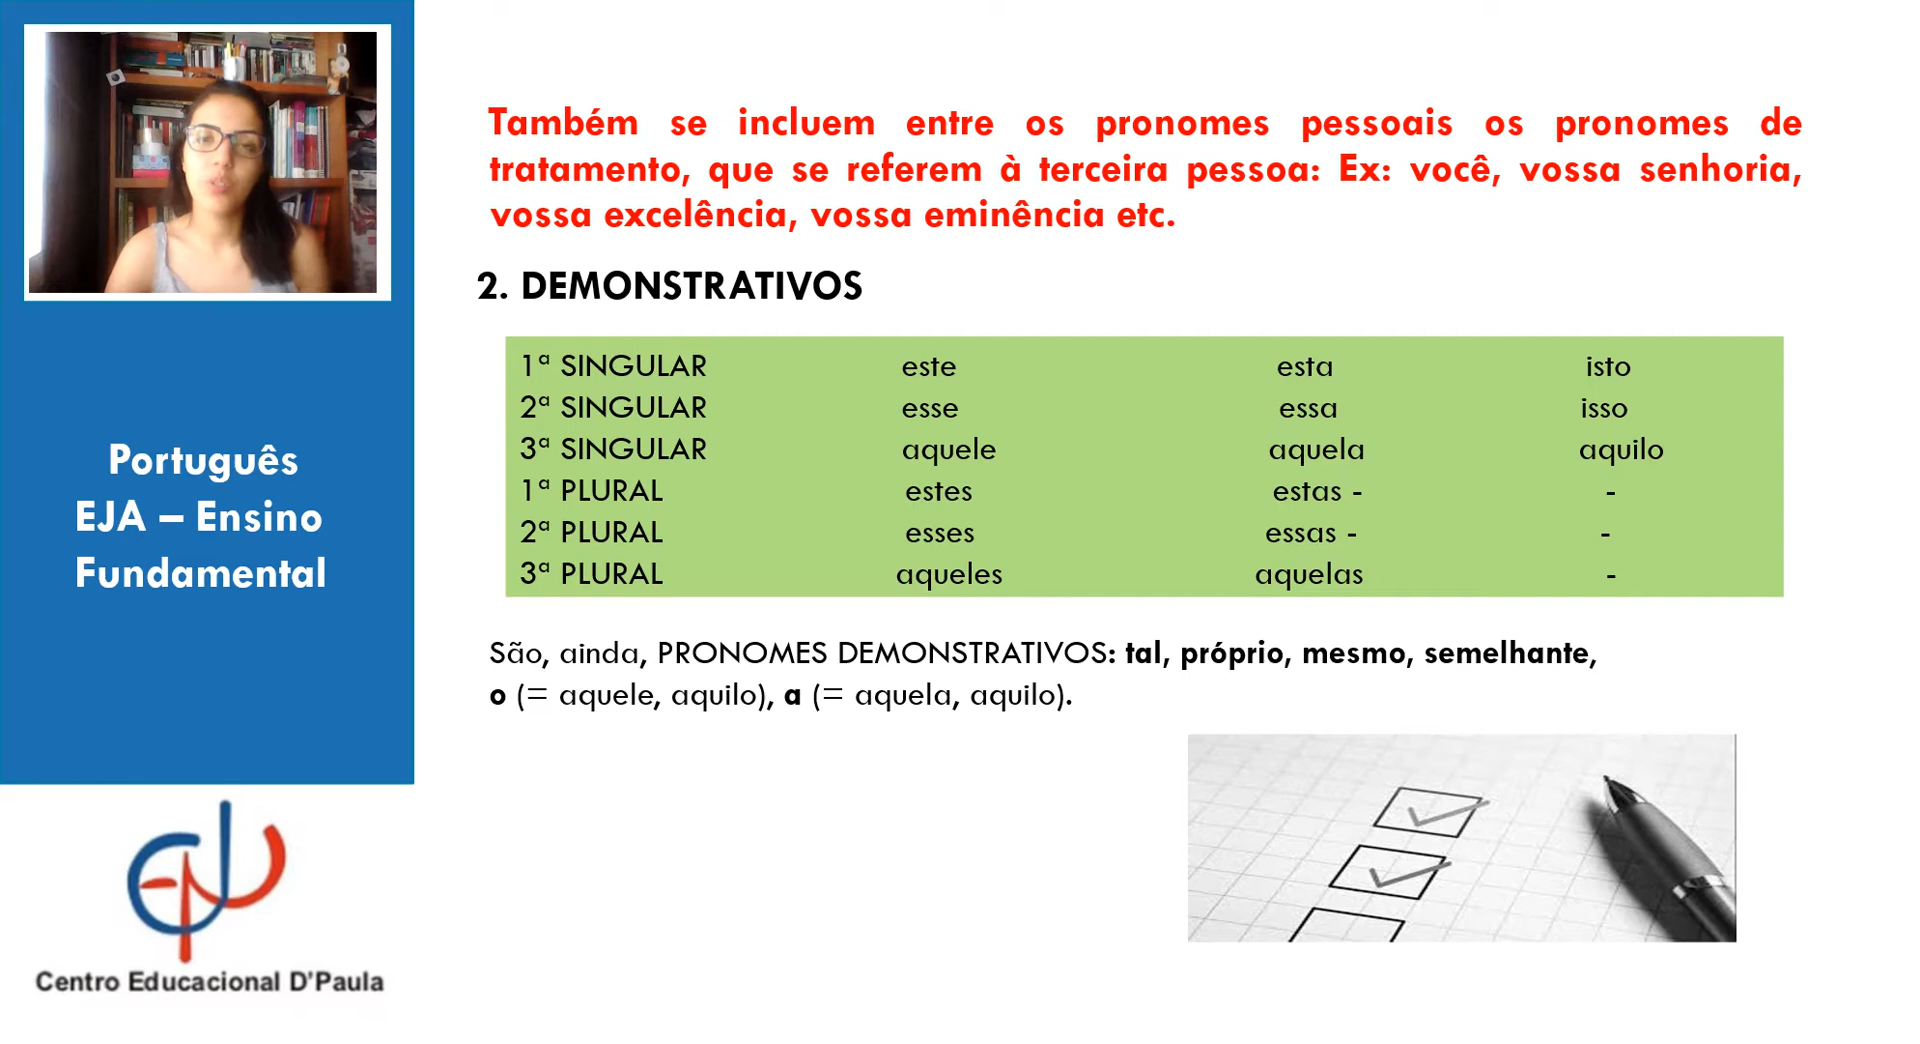 Também se incluem entre os pronomes pessoais os pronomes de
tratamento, que se referem à terceira pessoa: Ex: você, vossa senhoria,
vossa excelência, vossa eminência etc.
2. DEMONSTRATIVOS
1ª SINGULAR este esta isto
2ª SINGULAR esse essa isso
3ª SINGULAR aquele aquela aquilo
1ª PLURAL estes estas - -
2ª PLURAL esses essas - -
3ª PLURAL aqueles aquelas -
São, ainda, PRONOMES DEMONSTRATIVOS: tal, próprio, mesmo, semelhante,
o (= aquele, aquilo), a (= aquela, aquilo).
Português
EJA – Ensino
Fundamental
Centro Educacional D'Paula